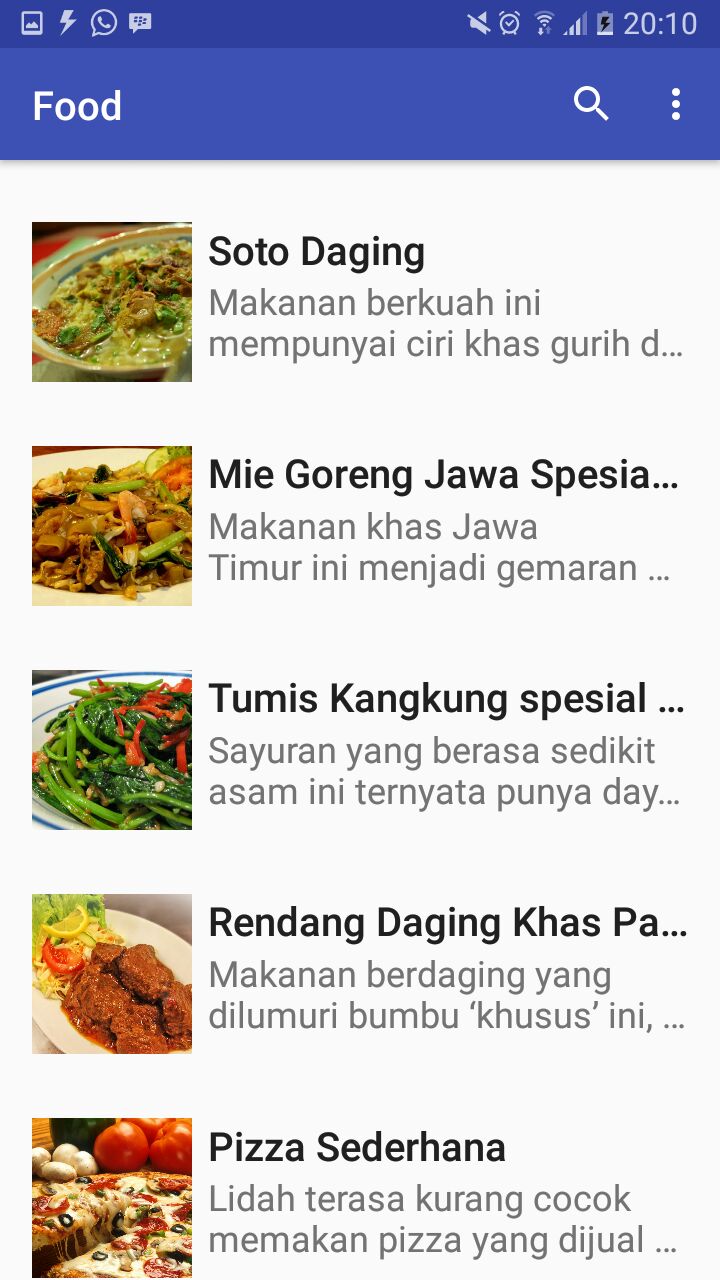 20:10
Food
Soto Daging
Makanan berkuah ini
mempunyai ciri khas gurih d...
Mie Goreng Jawa Spesia...
Makanan khas Jawa
Timur ini menjadi gemaran ...
Tumis Kangkung spesial ...
Sayuran yang berasa sedikit
asam ini ternyata punya day...
Rendang Daging Khas Pa...
Makanan berdaging yang
dilumuri bumbu ‘khusus’ ini, ...
Pizza Sederhana
Lidah terasa kurang cocok
memakan pizza yang dijual ...